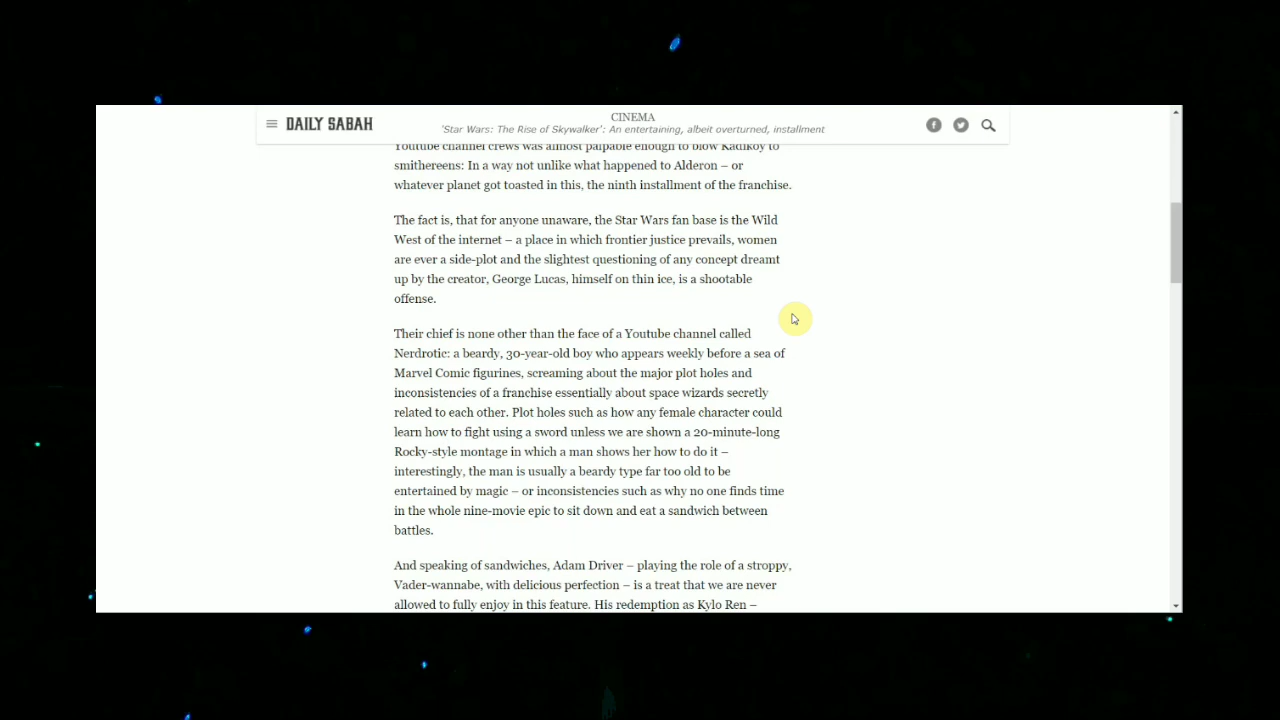 DAILY SABAH
CINEMA
'Star Wars: The Rise of Skywalker': An entertaining, albeit overturned, installment
Youtube channel crews was almost palpable enough to blow Kadıköy to
smithereens: In a way not unlike what happened to Alderon – or
whatever planet got toasted in this, the ninth installment of the franchise.
The fact is, that for anyone unaware, the Star Wars fan base is the Wild
West of the internet – a place in which frontier justice prevails, women
are ever a side-plot and the slightest questioning of any concept dreamt
up by the creator, George Lucas, himself on thin ice, is a shootable
offense.
Their chief is none other than the face of a Youtube channel called
Nerdrotic: a beardy, 30-year-old boy who appears weekly before a sea of
Marvel Comic figurines, screaming about the major plot holes and
inconsistencies of a franchise essentially about space wizards secretly
related to each other. Plot holes such as how any female character could
learn how to fight using a sword unless we are shown a 20-minute-long
Rocky-style montage in which a man shows her how to do it –
interestingly, the man is usually a beardy type far too old to be
entertained by magic – or inconsistencies such as why no one finds time
in the whole nine-movie epic to sit down and eat a sandwich between
battles.
And speaking of sandwiches, Adam Driver – playing the role of a stroppy,
Vader-wannabe, with delicious perfection – is a treat that we are never
allowed to fully enjoy in this feature. His redemption as Kylo Ren –